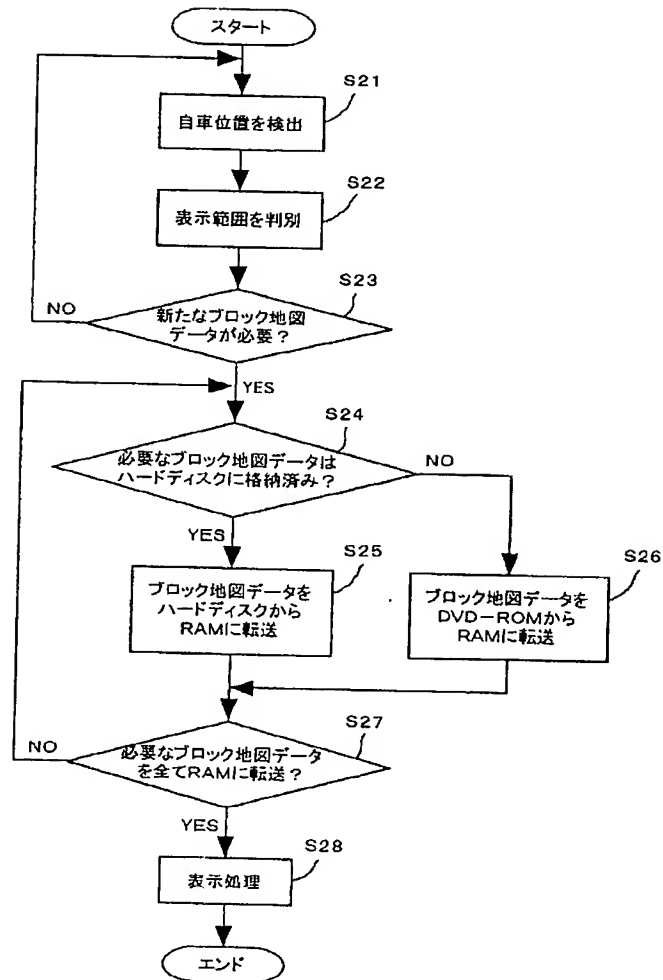 スタート
S21
自車位置を検出
S22
表示範囲を判別
S23
NO
新たなブロック地図
データが必要?
YES
S24
必要なブロック地図データは
ハードディスクに格納済み?
NO
YES
S25
ブロック地図データを
ハードディスクから
RAMに転送
S26
ブロック地図データを
DVD-ROMから
RAMに転送
S27
NO
必要なブロック地図データ
を全てRAMに転送?
YES
S28
表示処理
エンド